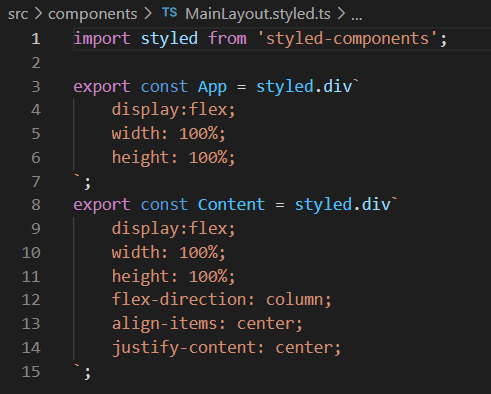 src > components > TS MainLayout.styled.ts > ...
1 import styled from 'styled-components';
2
3 export const App = styled.div`
4     display:flex;
5     width: 100%;
6     height: 100%;
7 `;
8 export const Content = styled.div`
9     display:flex;
10     width: 100%;
11     height: 100%;
12     flex-direction: column;
13     align-items: center;
14     justify-content: center;
15 `;